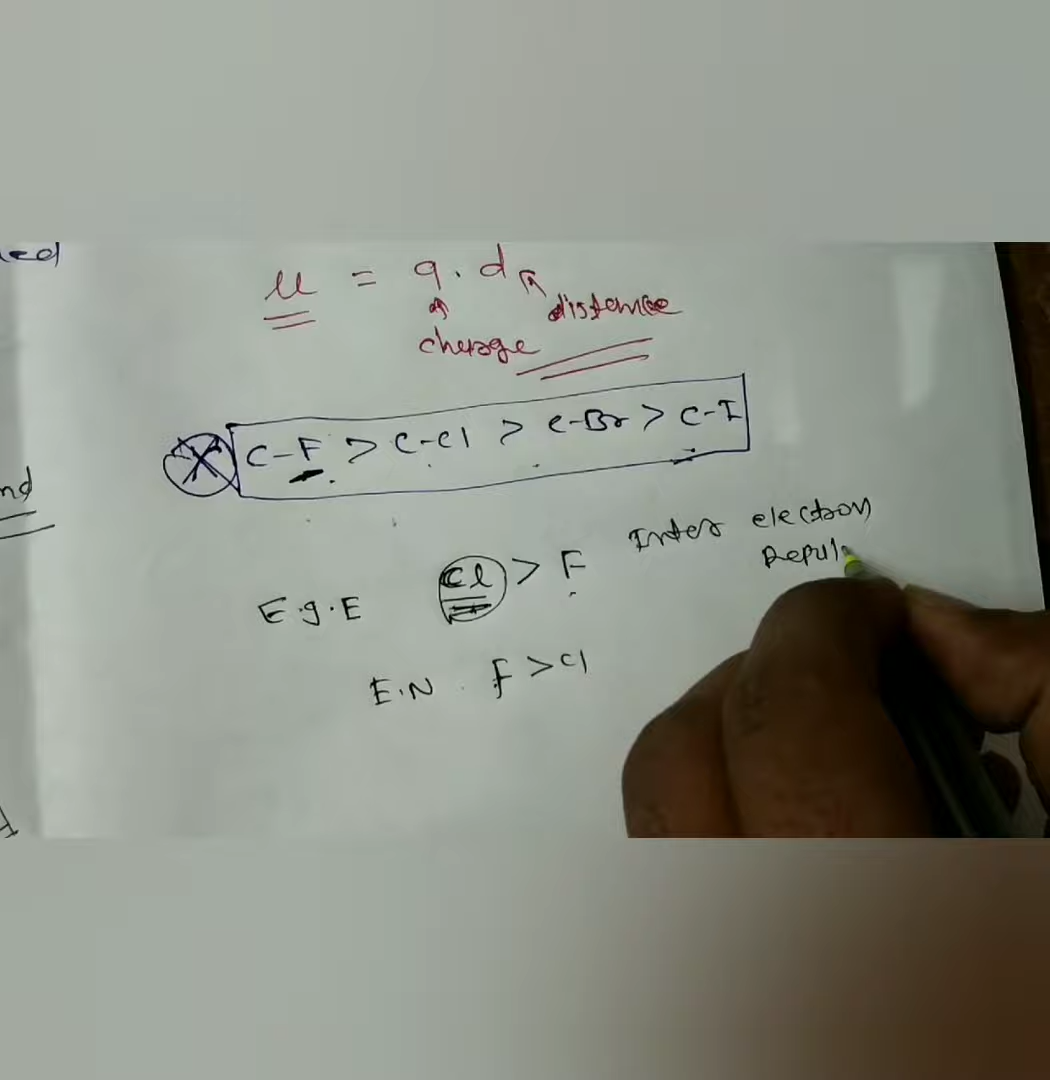 μ = q . d
distance
charge
C-F > C-Cl > C-Br > C-I
Inter electron
Repul
E.g.E Cl > F
E.N. F > Cl